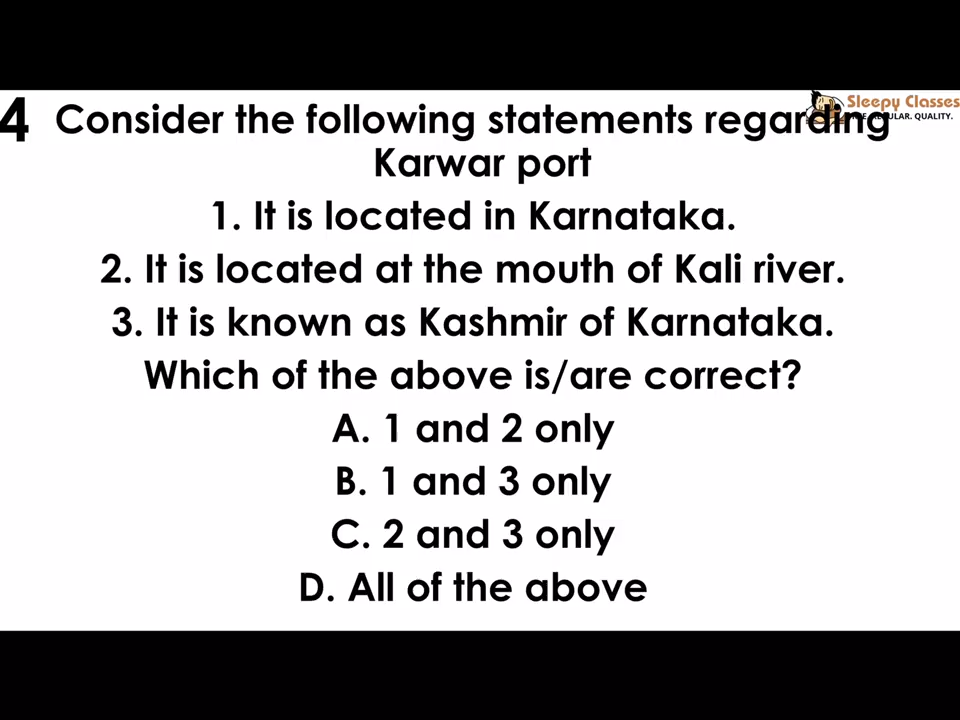 4 Consider the following statements regarding
Sleepy Classes
REGULAR. QUALITY.
Karwar port
1. It is located in Karnataka.
2. It is located at the mouth of Kali river.
3. It is known as Kashmir of Karnataka.
Which of the above is/are correct?
A. 1 and 2 only
B. 1 and 3 only
C. 2 and 3 only
D. All of the above